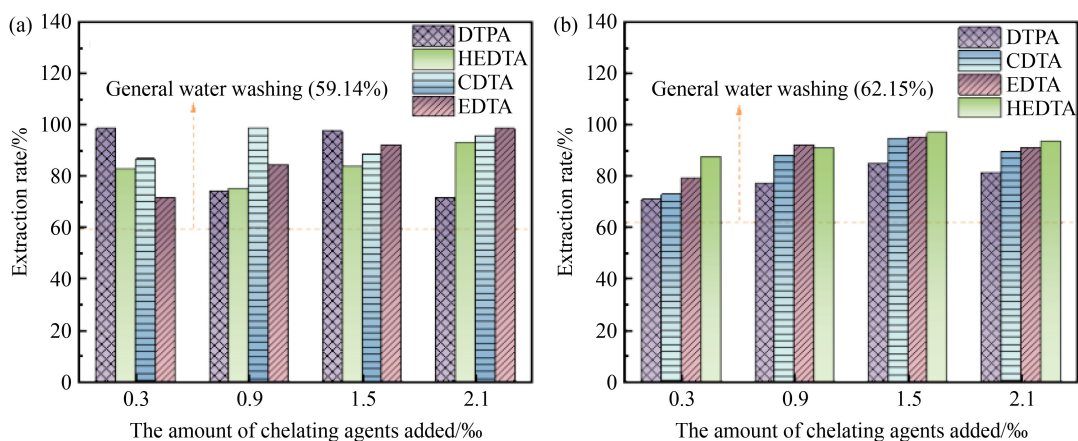 (a)
140
120
100
80
60
40
20
0
Extraction rate/%
DTPA
HEDTA
CDTA
EDTA
General water washing (59.14%)
0.3 0.9 1.5 2.1
The amount of chelating agents added/‰
(b)
140
120
100
80
60
40
20
0
Extraction rate/%
DTPA
CDTA
EDTA
HEDTA
General water washing (62.15%)
0.3 0.9 1.5 2.1
The amount of chelating agents added/‰